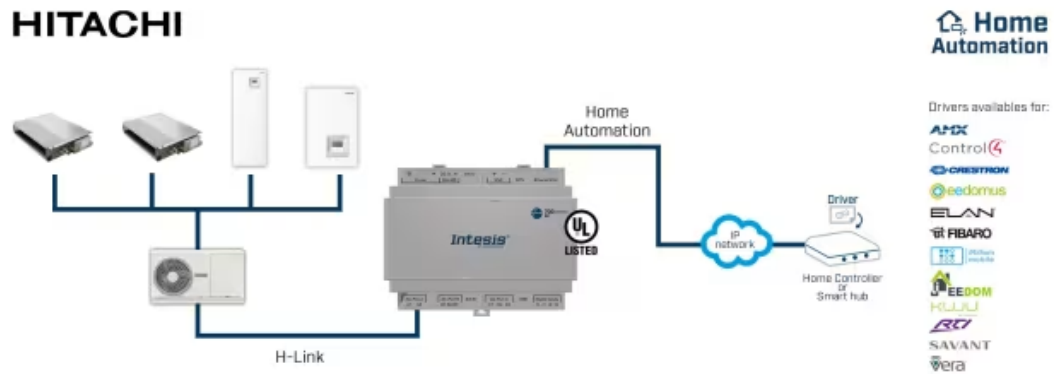 HITACHI
Home
Automation
Home
Automation
Drivers available for:
AMX
Control4
CRESTRON
eedomus
ELAN
FIBARO
mobile
JEEDOM
KUJU
RTI
SAVANT
Vera
Intesis
UL
LISTED
Driver
IP
network
Home Controller
or
Smart hub
H-Link